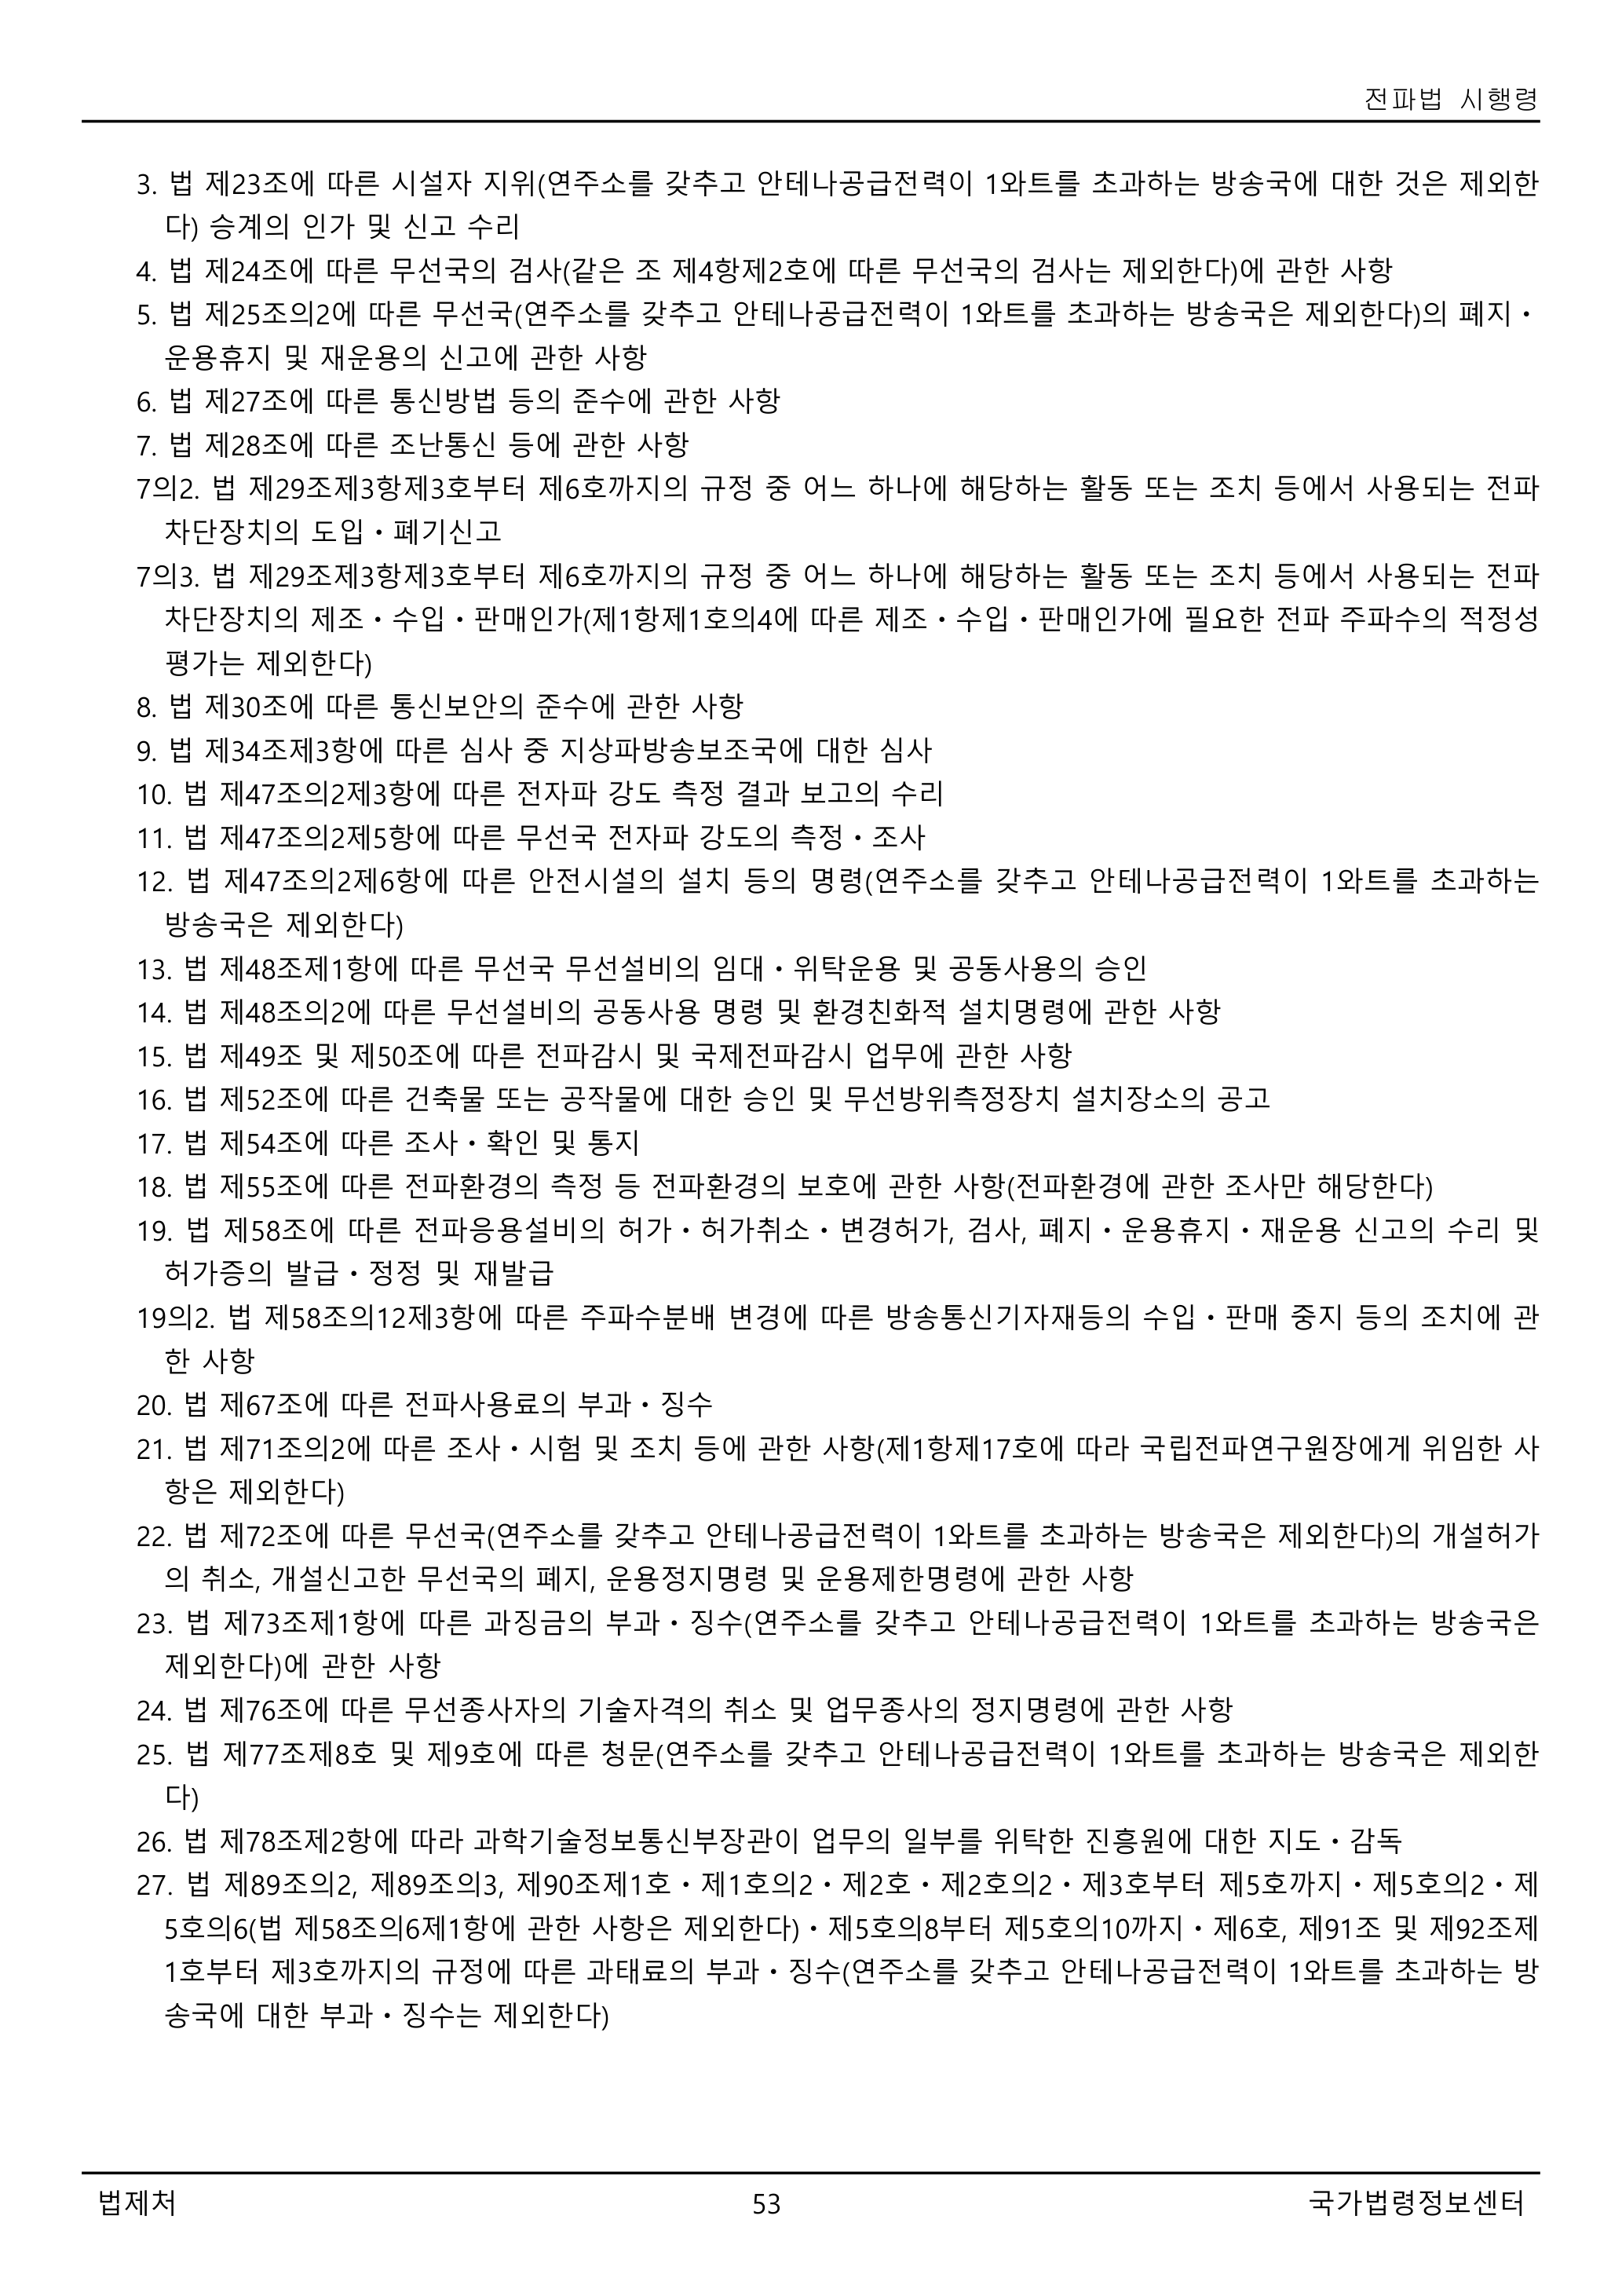 전파법 시행령
3. 법 제23조에 따른 시설자 지위(연주소를 갖추고 안테나공급전력이 1와트를 초과하는 방송국에 대한 것은 제외한
다) 승계의 인가 및 신고 수리
4. 법 제24조에 따른 무선국의 검사(같은 조 제4항제2호에 따른 무선국의 검사는 제외한다)에 관한 사항
5. 법 제25조의2에 따른 무선국(연주소를 갖추고 안테나공급전력이 1와트를 초과하는 방송국은 제외한다)의 폐지ㆍ
운용휴지 및 재운용의 신고에 관한 사항
6. 법 제27조에 따른 통신방법 등의 준수에 관한 사항
7. 법 제28조에 따른 조난통신 등에 관한 사항
7의2. 법 제29조제3항제3호부터 제6호까지의 규정 중 어느 하나에 해당하는 활동 또는 조치 등에서 사용되는 전파
차단장치의 도입ㆍ폐기신고
7의3. 법 제29조제3항제3호부터 제6호까지의 규정 중 어느 하나에 해당하는 활동 또는 조치 등에서 사용되는 전파
차단장치의 제조ㆍ수입ㆍ판매인가(제1항제1호의4에 따른 제조ㆍ수입ㆍ판매인가에 필요한 전파 주파수의 적정성
평가는 제외한다)
8. 법 제30조에 따른 통신보안의 준수에 관한 사항
9. 법 제34조제3항에 따른 심사 중 지상파방송보조국에 대한 심사
10. 법 제47조의2제3항에 따른 전자파 강도 측정 결과 보고의 수리
11. 법 제47조의2제5항에 따른 무선국 전자파 강도의 측정ㆍ조사
12. 법 제47조의2제6항에 따른 안전시설의 설치 등의 명령(연주소를 갖추고 안테나공급전력이 1와트를 초과하는
방송국은 제외한다)
13. 법 제48조제1항에 따른 무선국 무선설비의 임대ㆍ위탁운용 및 공동사용의 승인
14. 법 제48조의2에 따른 무선설비의 공동사용 명령 및 환경친화적 설치명령에 관한 사항
15. 법 제49조 및 제50조에 따른 전파감시 및 국제전파감시 업무에 관한 사항
16. 법 제52조에 따른 건축물 또는 공작물에 대한 승인 및 무선방위측정장치 설치장소의 공고
17. 법 제54조에 따른 조사ㆍ확인 및 통지
18. 법 제55조에 따른 전파환경의 측정 등 전파환경의 보호에 관한 사항(전파환경에 관한 조사만 해당한다)
19. 법 제58조에 따른 전파응용설비의 허가ㆍ허가취소ㆍ변경허가, 검사, 폐지ㆍ운용휴지ㆍ재운용 신고의 수리 및
허가증의 발급ㆍ정정 및 재발급
19의2. 법 제58조의12제3항에 따른 주파수분배 변경에 따른 방송통신기자재등의 수입ㆍ판매 중지 등의 조치에 관
한 사항
20. 법 제67조에 따른 전파사용료의 부과ㆍ징수
21. 법 제71조의2에 따른 조사ㆍ시험 및 조치 등에 관한 사항(제1항제17호에 따라 국립전파연구원장에게 위임한 사
항은 제외한다)
22. 법 제72조에 따른 무선국(연주소를 갖추고 안테나공급전력이 1와트를 초과하는 방송국은 제외한다)의 개설허가
의 취소, 개설신고한 무선국의 폐지, 운용정지명령 및 운용제한명령에 관한 사항
23. 법 제73조제1항에 따른 과징금의 부과ㆍ징수(연주소를 갖추고 안테나공급전력이 1와트를 초과하는 방송국은
제외한다)에 관한 사항
24. 법 제76조에 따른 무선종사자의 기술자격의 취소 및 업무종사의 정지명령에 관한 사항
25. 법 제77조제8호 및 제9호에 따른 청문(연주소를 갖추고 안테나공급전력이 1와트를 초과하는 방송국은 제외한
다)
26. 법 제78조제2항에 따라 과학기술정보통신부장관이 업무의 일부를 위탁한 진흥원에 대한 지도ㆍ감독
27. 법 제89조의2, 제89조의3, 제90조제1호ㆍ제1호의2ㆍ제2호ㆍ제2호의2ㆍ제3호부터 제5호까지ㆍ제5호의2ㆍ제
5호의6(법 제58조의6제1항에 관한 사항은 제외한다)ㆍ제5호의8부터 제5호의10까지ㆍ제6호, 제91조 및 제92조제
1호부터 제3호까지의 규정에 따른 과태료의 부과ㆍ징수(연주소를 갖추고 안테나공급전력이 1와트를 초과하는 방
송국에 대한 부과ㆍ징수는 제외한다)
법제처
53
국가법령정보센터